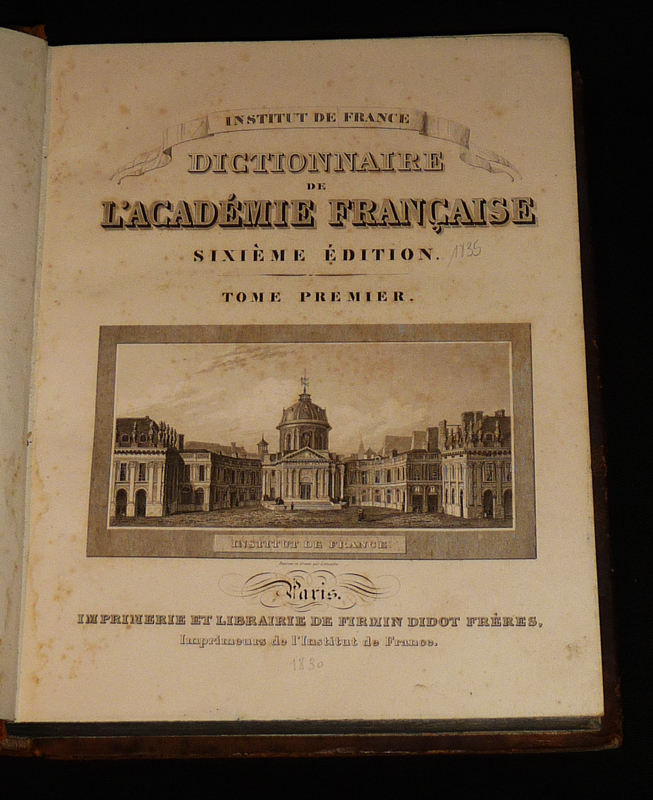 INSTITUT DE FRANCE
DICTIONNAIRE
DE
L'ACADÉMIE FRANÇAISE
SIXIÈME ÉDITION. 1735
TOME PREMIER.
INSTITUT DE FRANCE
Paris.
IMPRIMERIE ET LIBRAIRIE DE FIRMIN DIDOT FRÈRES,
Imprimeurs de l'Institut de France.
1830